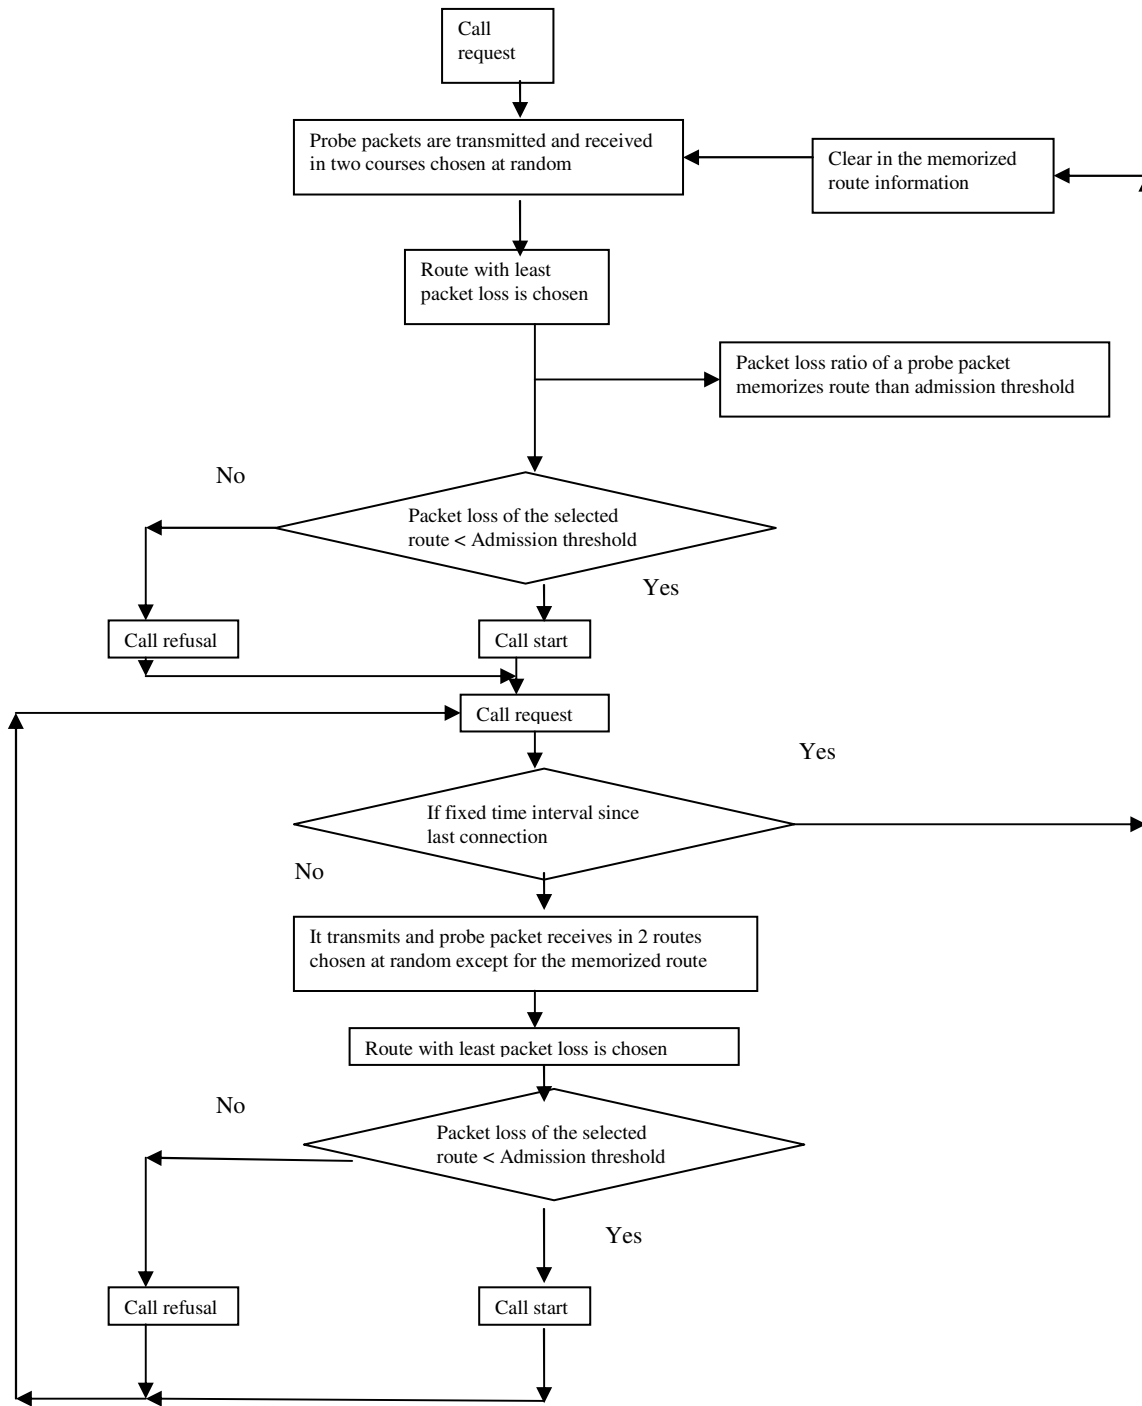 Call
request
Probe packets are transmitted and received
in two courses chosen at random
Clear in the memorized
route information
Route with least
packet loss is chosen
Packet loss ratio of a probe packet
memorizes route than admission threshold
No
Packet loss of the selected
route < Admission threshold
Yes
Call refusal
Call start
Call request
Yes
If fixed time interval since
last connection
No
It transmits and probe packet receives in 2 routes
chosen at random except for the memorized route
Route with least packet loss is chosen
No
Packet loss of the selected
route < Admission threshold
Yes
Call refusal
Call start